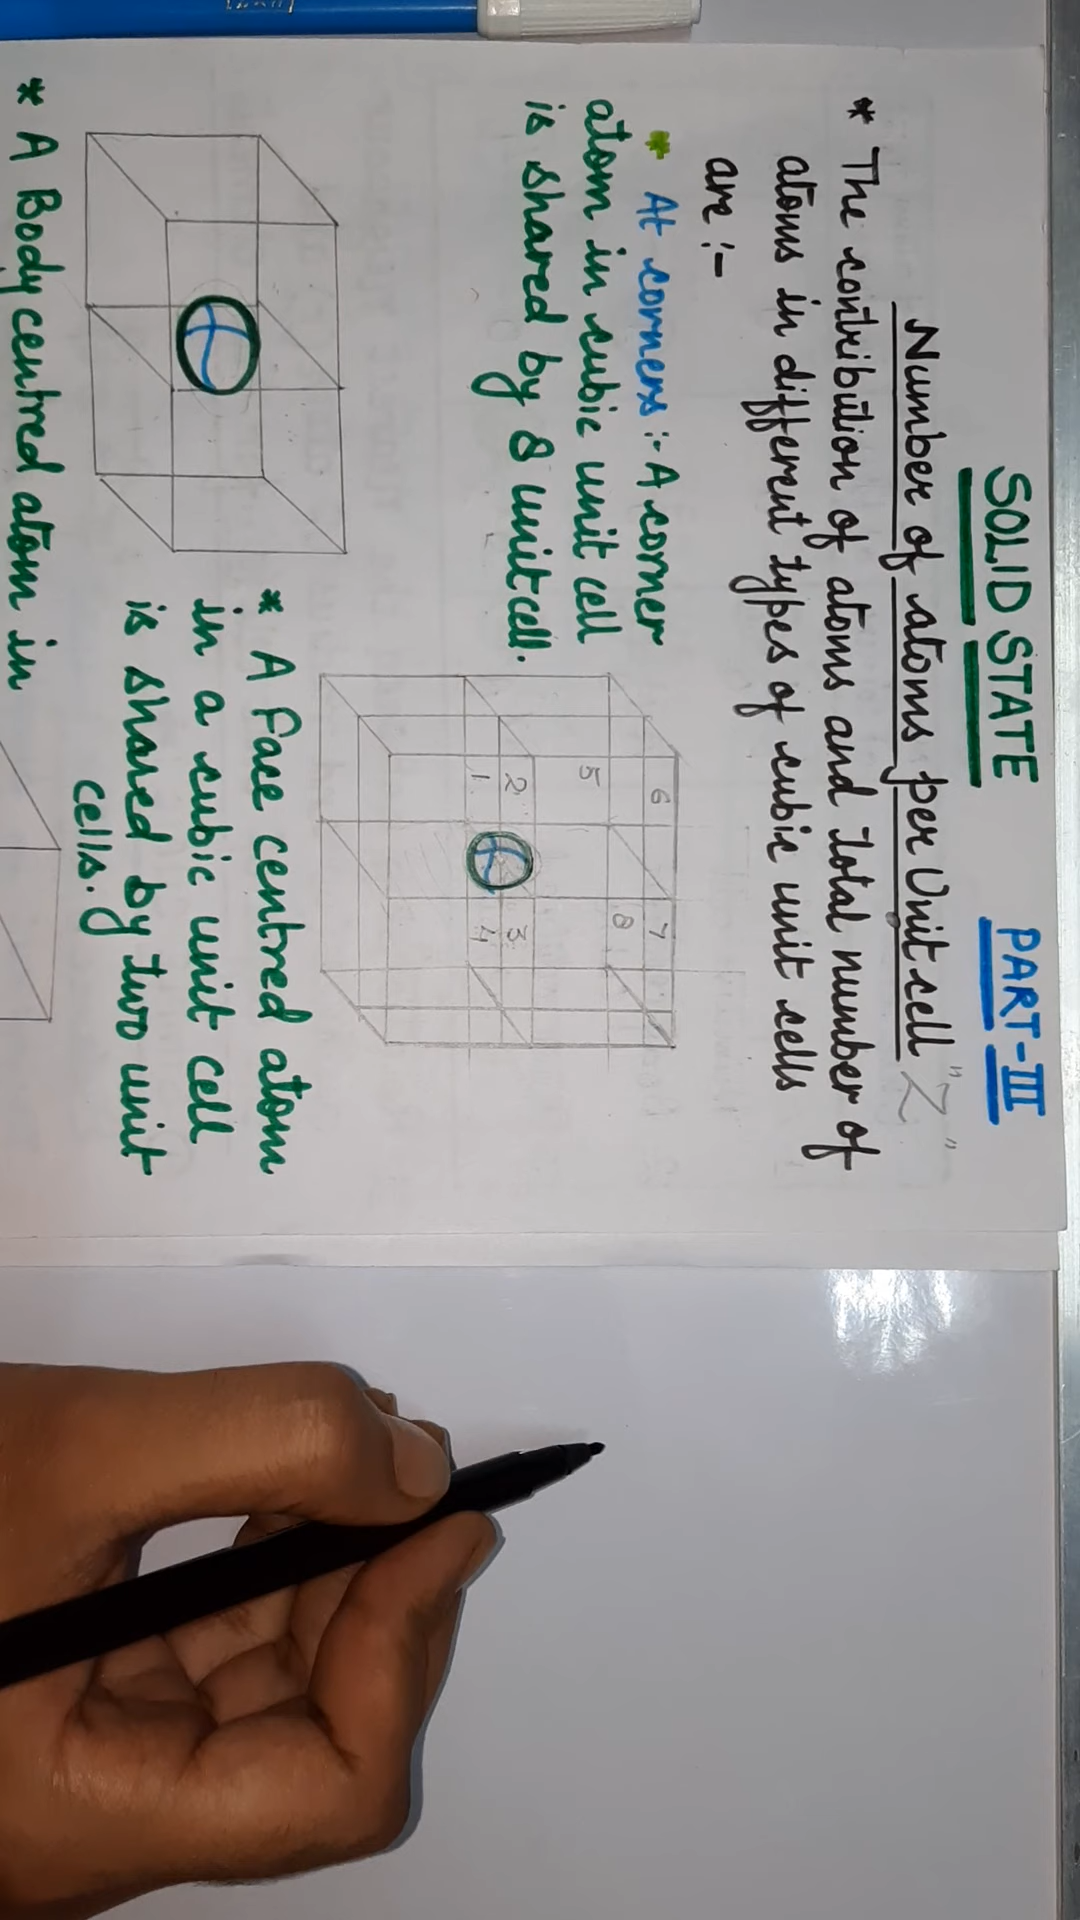 SOLID STATE PART-III
Number of atoms per Unit cell "Z"
* The contribution of atoms and total number of
atoms in different types of cubic unit cells
are :-
* At corners :- A corner
atom in cubic unit cell
is shared by 8 unit cell.
6 7
5 8
2 3
1 4
* A Face centred atom
in a cubic unit cell
is shared by two unit
cells.
* A Body centred atom in